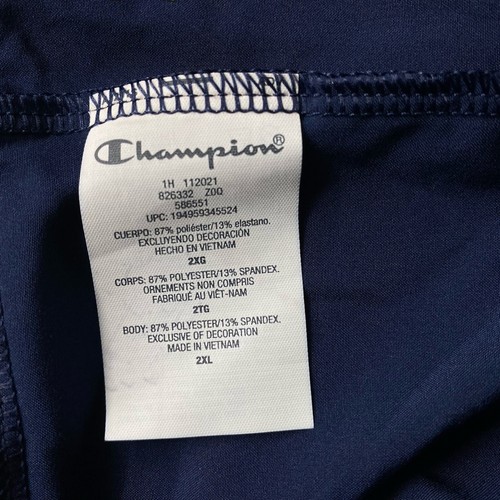 Champion®
1H 112021
826332 Z0Q
586551
UPC: 194959345524
CUERPO: 87% poliéster/13% elastano.
EXCLUYENDO DECORACIÓN
HECHO EN VIETNAM
2XG
CORPS: 87% POLYESTER/13% SPANDEX.
ORNEMENTS NON COMPRIS
FABRIQUÉ AU VIÊT-NAM
2TG
BODY: 87% POLYESTER/13% SPANDEX.
EXCLUSIVE OF DECORATION
MADE IN VIETNAM
2XL